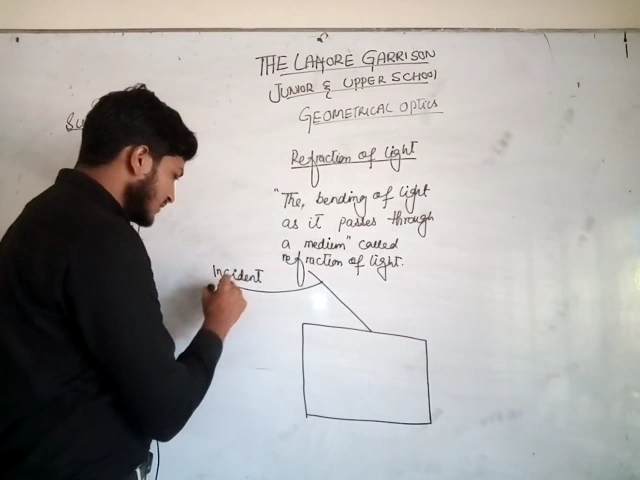 THE LAHORE GARRISON
JUNIOR & UPPER SCHOOL
GEOMETRICAL OPTICS
Refraction of light
"The, bending of light
as it passes through
a medium" called
refraction of light.
Incident